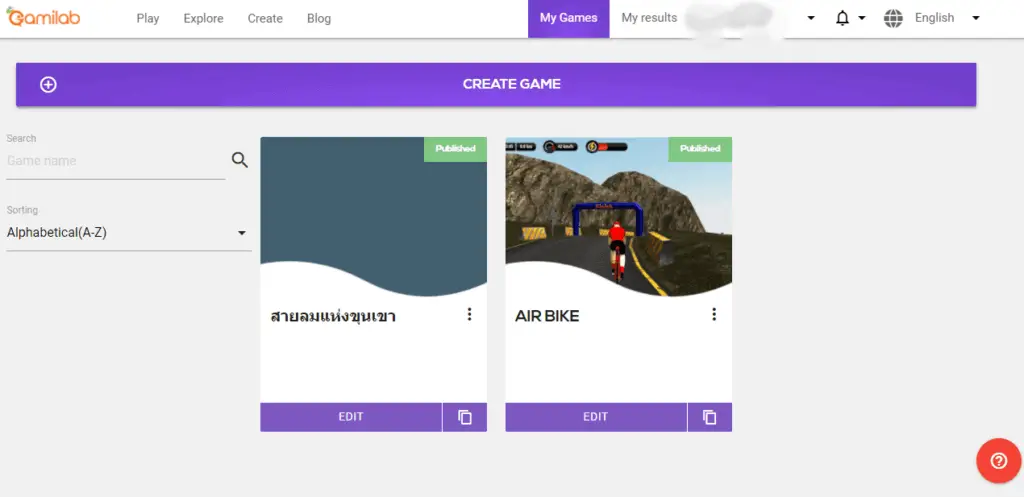 Gamilab
Play
Explore
Create
Blog
My Games
My results
English
CREATE GAME
Search
Game name
Sorting
Alphabetical(A-Z)
Published
สายลมแห่งขุนเขา
EDIT
Published
AIR BIKE
EDIT